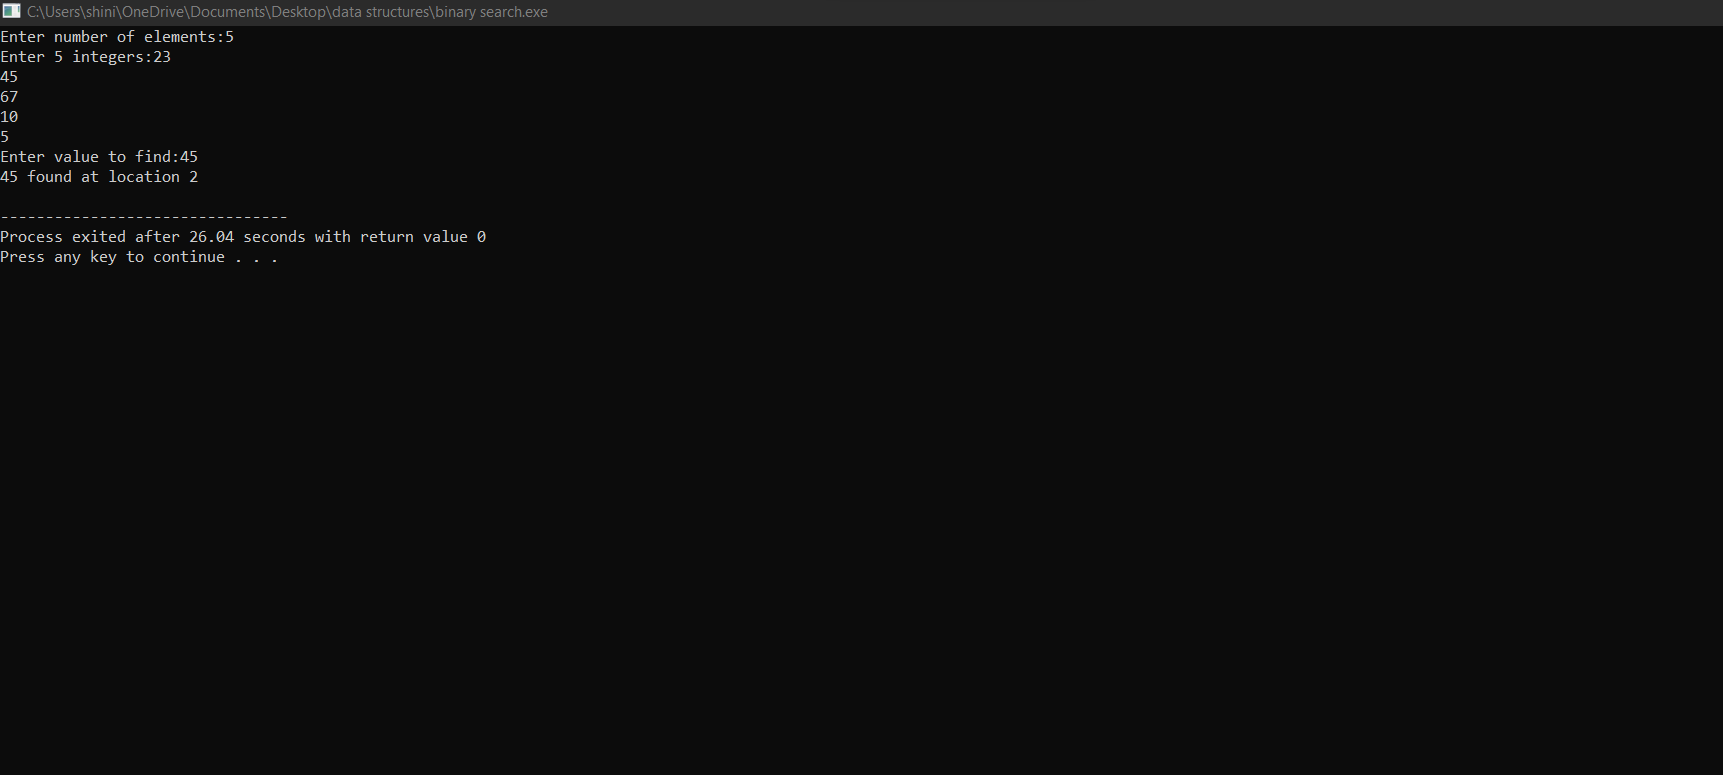 C:\Users\shini\OneDrive\Documents\Desktop\data structures\binary search.exe
Enter number of elements:5
Enter 5 integers:23
45
67
10
5
Enter value to find:45
45 found at location 2
--------------------------------
Process exited after 26.04 seconds with return value 0
Press any key to continue . . .